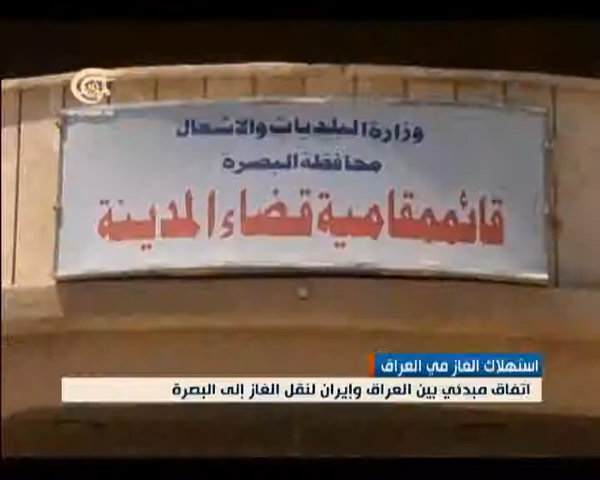 وزارة البلديات والاشغال
محافظة البصرة
قائممقامية قضاء المدينة
استهلاك الغاز في العراق
اتفاق مبدئي بين العراق وإيران لنقل الغاز إلى البصرة